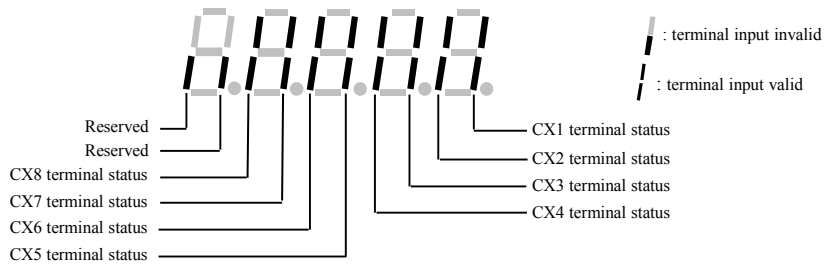 : terminal input invalid
: terminal input valid
Reserved
Reserved
CX8 terminal status
CX7 terminal status
CX6 terminal status
CX5 terminal status
CX1 terminal status
CX2 terminal status
CX3 terminal status
CX4 terminal status